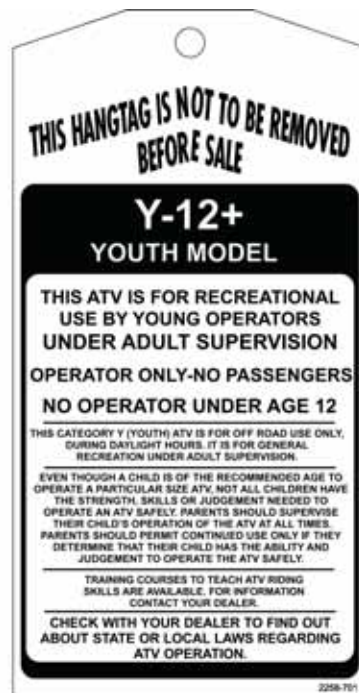 THIS HANGTAG IS NOT TO BE REMOVED
BEFORE SALE
Y-12+
YOUTH MODEL
THIS ATV IS FOR RECREATIONAL
USE BY YOUNG OPERATORS
UNDER ADULT SUPERVISION
OPERATOR ONLY-NO PASSENGERS
NO OPERATOR UNDER AGE 12
THIS CATEGORY Y (YOUTH) ATV IS FOR OFF ROAD USE ONLY,
DURING DAYLIGHT HOURS. IT IS FOR GENERAL
RECREATION UNDER ADULT SUPERVISION.
EVEN THOUGH A CHILD IS OF THE RECOMMENDED AGE TO
OPERATE A PARTICULAR SIZE ATV, NOT ALL CHILDREN HAVE
THE STRENGTH, SKILLS OR JUDGEMENT NEEDED TO
OPERATE AN ATV SAFELY. PARENTS SHOULD SUPERVISE
THEIR CHILD'S OPERATION OF THE ATV AT ALL TIMES.
PARENTS SHOULD PERMIT CONTINUED USE ONLY IF THEY
DETERMINE THAT THEIR CHILD HAS THE ABILITY AND
JUDGEMENT TO OPERATE THE ATV SAFELY.
TRAINING COURSES TO TEACH ATV RIDING
SKILLS ARE AVAILABLE. FOR INFORMATION
CONTACT YOUR DEALER.
CHECK WITH YOUR DEALER TO FIND OUT
ABOUT STATE OR LOCAL LAWS REGARDING
ATV OPERATION.
2258-701